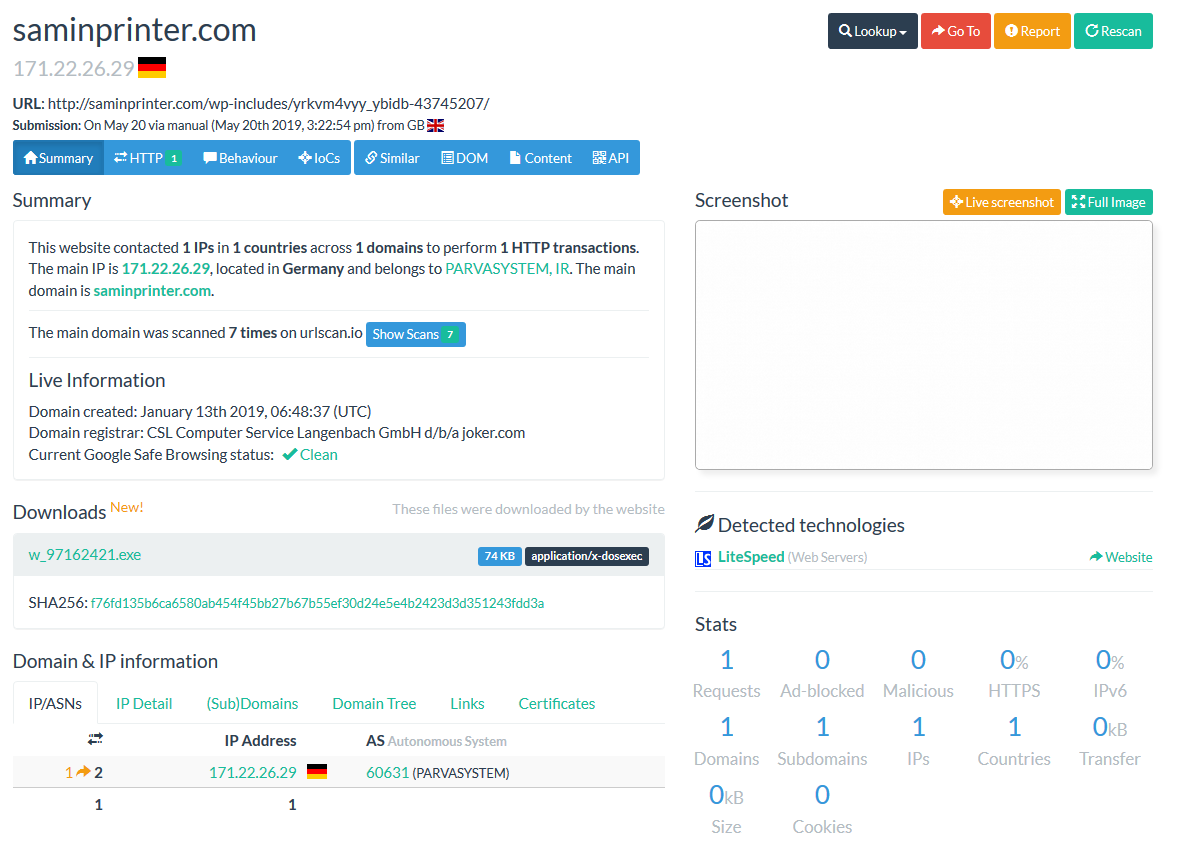 saminprinter.com
Lookup Go To Report Rescan
171.22.26.29
URL: http://saminprinter.com/wp-includes/yrkvm4vyy_ybidb-43745207/
Submission: On May 20 via manual (May 20th 2019, 3:22:54 pm) from GB
Summary HTTP 1 Behaviour IoCs Similar DOM Content API
Summary
This website contacted 1 IPs in 1 countries across 1 domains to perform 1 HTTP transactions.
The main IP is 171.22.26.29, located in Germany and belongs to PARVASYSTEM, IR. The main
domain is saminprinter.com.
The main domain was scanned 7 times on urlscan.io Show Scans 7
Live Information
Domain created: January 13th 2019, 06:48:37 (UTC)
Domain registrar: CSL Computer Service Langenbach GmbH d/b/a joker.com
Current Google Safe Browsing status: Clean
Downloads New! These files were downloaded by the website
w_97162421.exe 74 KB application/x-dosexec
SHA256: f76fd135b6ca6580ab454f45bb27b67b55ef30d24e5e4b2423d3d351243fdd3a
Domain & IP information
IP/ASNs IP Detail (Sub)Domains Domain Tree Links Certificates
IP Address AS Autonomous System
1 2 171.22.26.29 60631 (PARVASYSTEM)
1 1
Screenshot Live screenshot Full Image
Detected technologies
LS LiteSpeed (Web Servers) Website
Stats
1 0 0 0% 0%
Requests Ad-blocked Malicious HTTPS IPv6
1 1 1 1 0kB
Domains Subdomains IPs Countries Transfer
0kB 0
Size Cookies